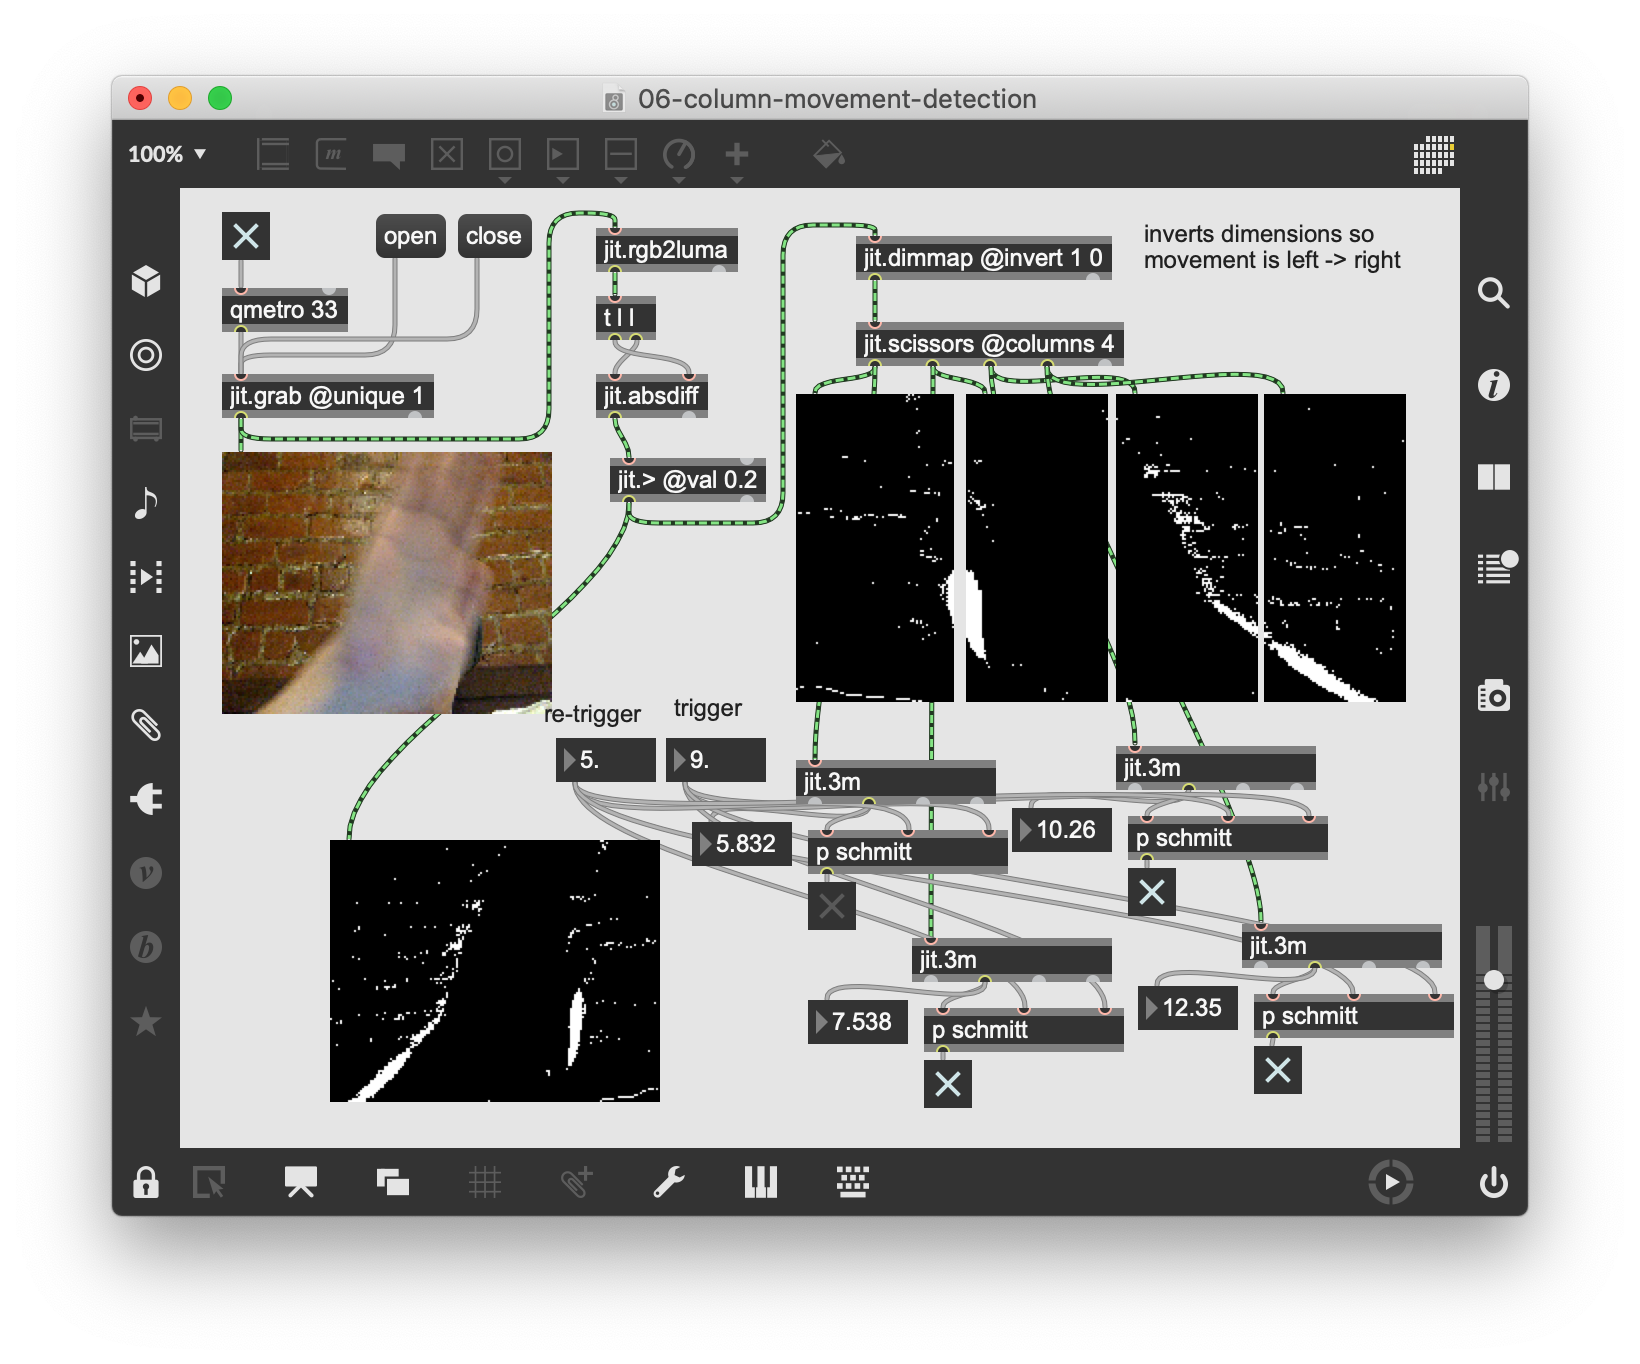 06-column-movement-detection
100%
m
open
close
qmetro 33
jit.grab @unique 1
jit.rgb2luma
t l l
jit.absdiff
jit.> @val 0.2
jit.dimmap @invert 1 0
inverts dimensions so
movement is left -> right
jit.scissors @columns 4
re-trigger
trigger
5.
9.
jit.3m
jit.3m
5.832
p schmitt
10.26
p schmitt
jit.3m
jit.3m
7.538
p schmitt
12.35
p schmitt
i
v
b